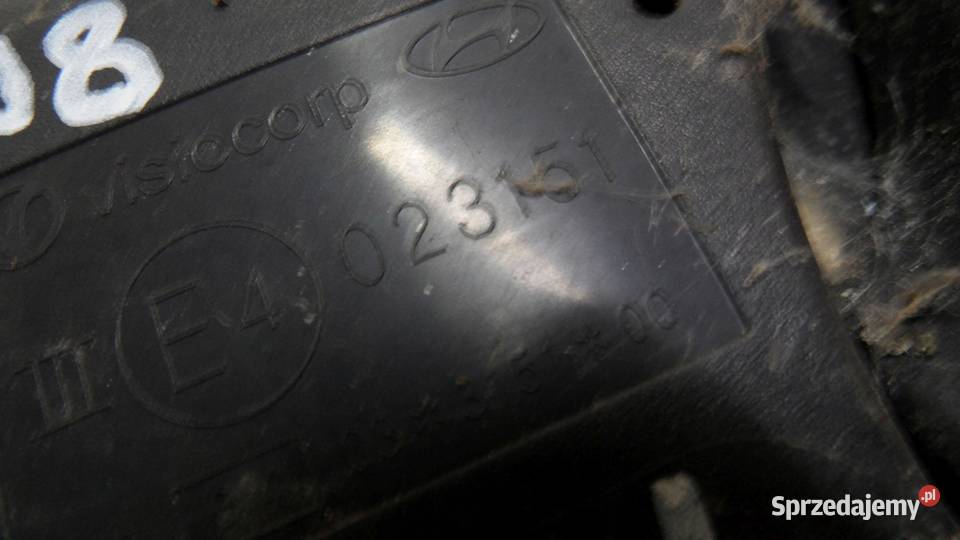 08
visiocorp
III E4 023151
Sprzedajemy.pl